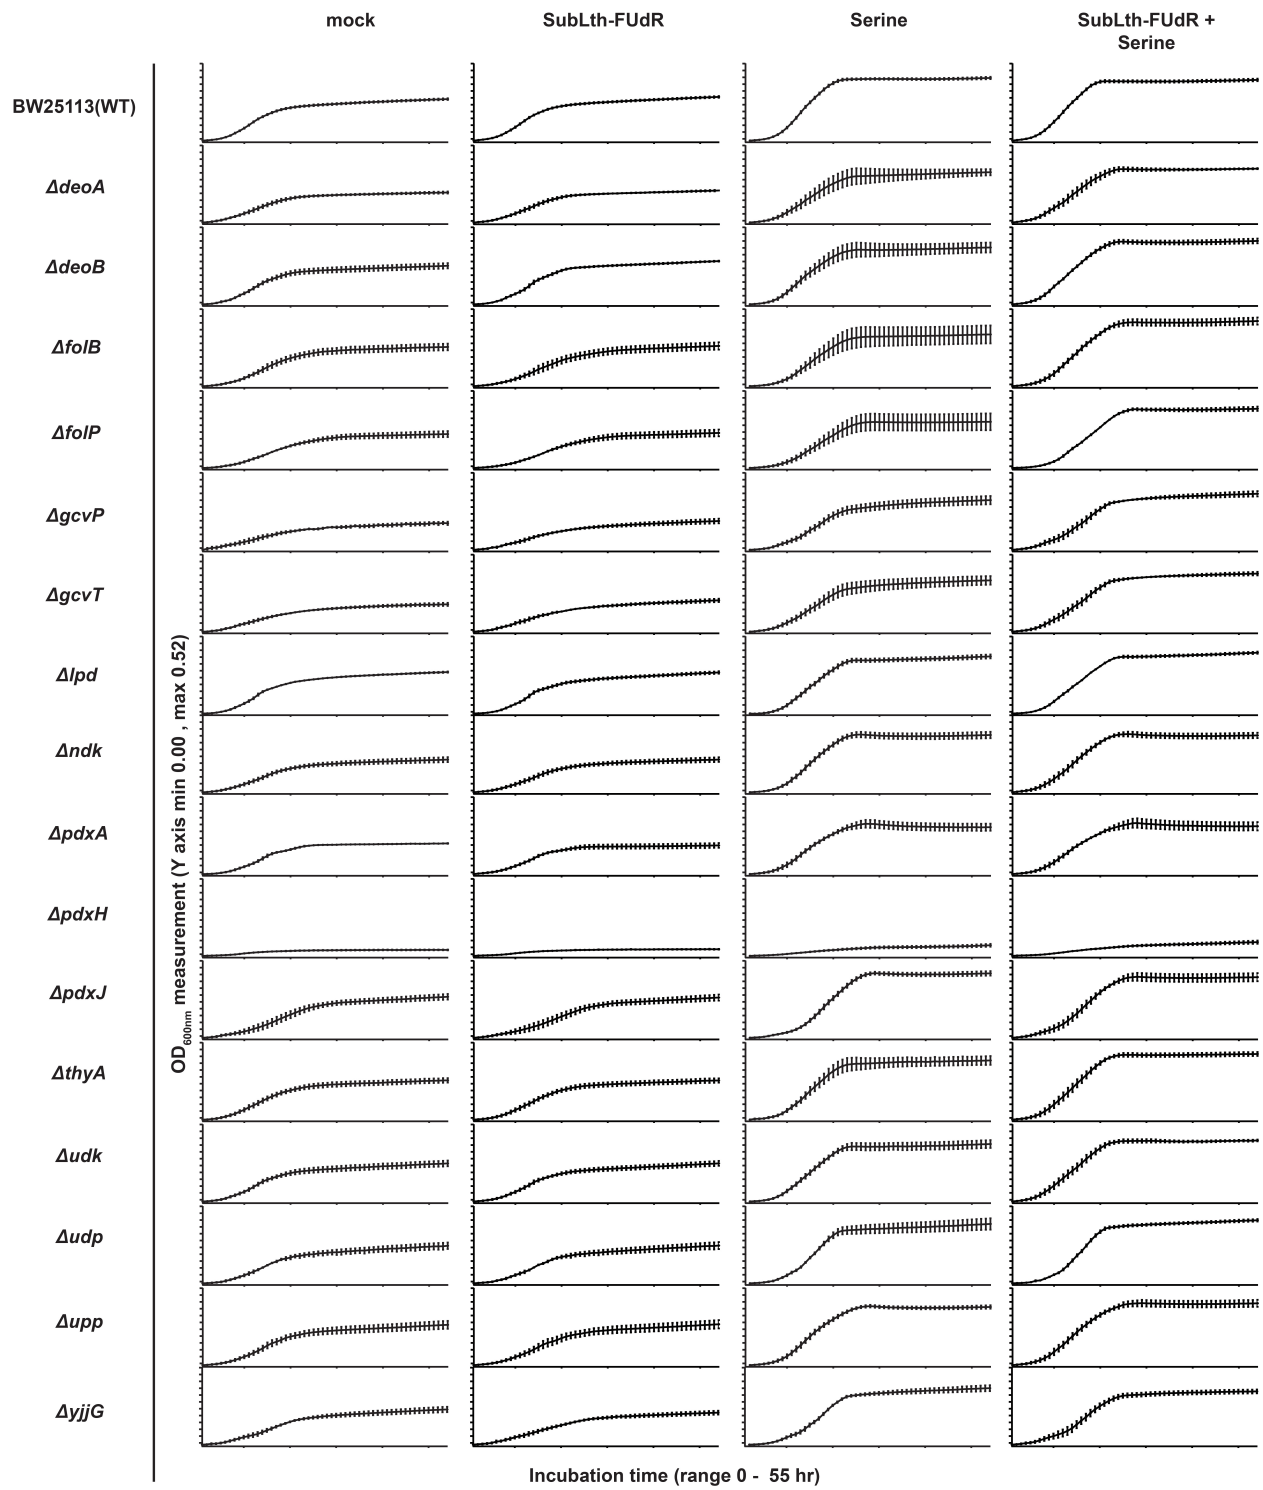 mock
SubLth-FUdR
Serine
SubLth-FUdR +
Serine
BW25113(WT)
ΔdeoA
ΔdeoB
ΔfolB
ΔfolP
ΔgcvP
ΔgcvT
Δlpd
Δndk
ΔpdxA
ΔpdxH
ΔpdxJ
ΔthyA
Δudk
Δudp
Δupp
ΔyjjG
OD600nm measurement (Y axis min 0.00 , max 0.52)
Incubation time (range 0 - 55 hr)